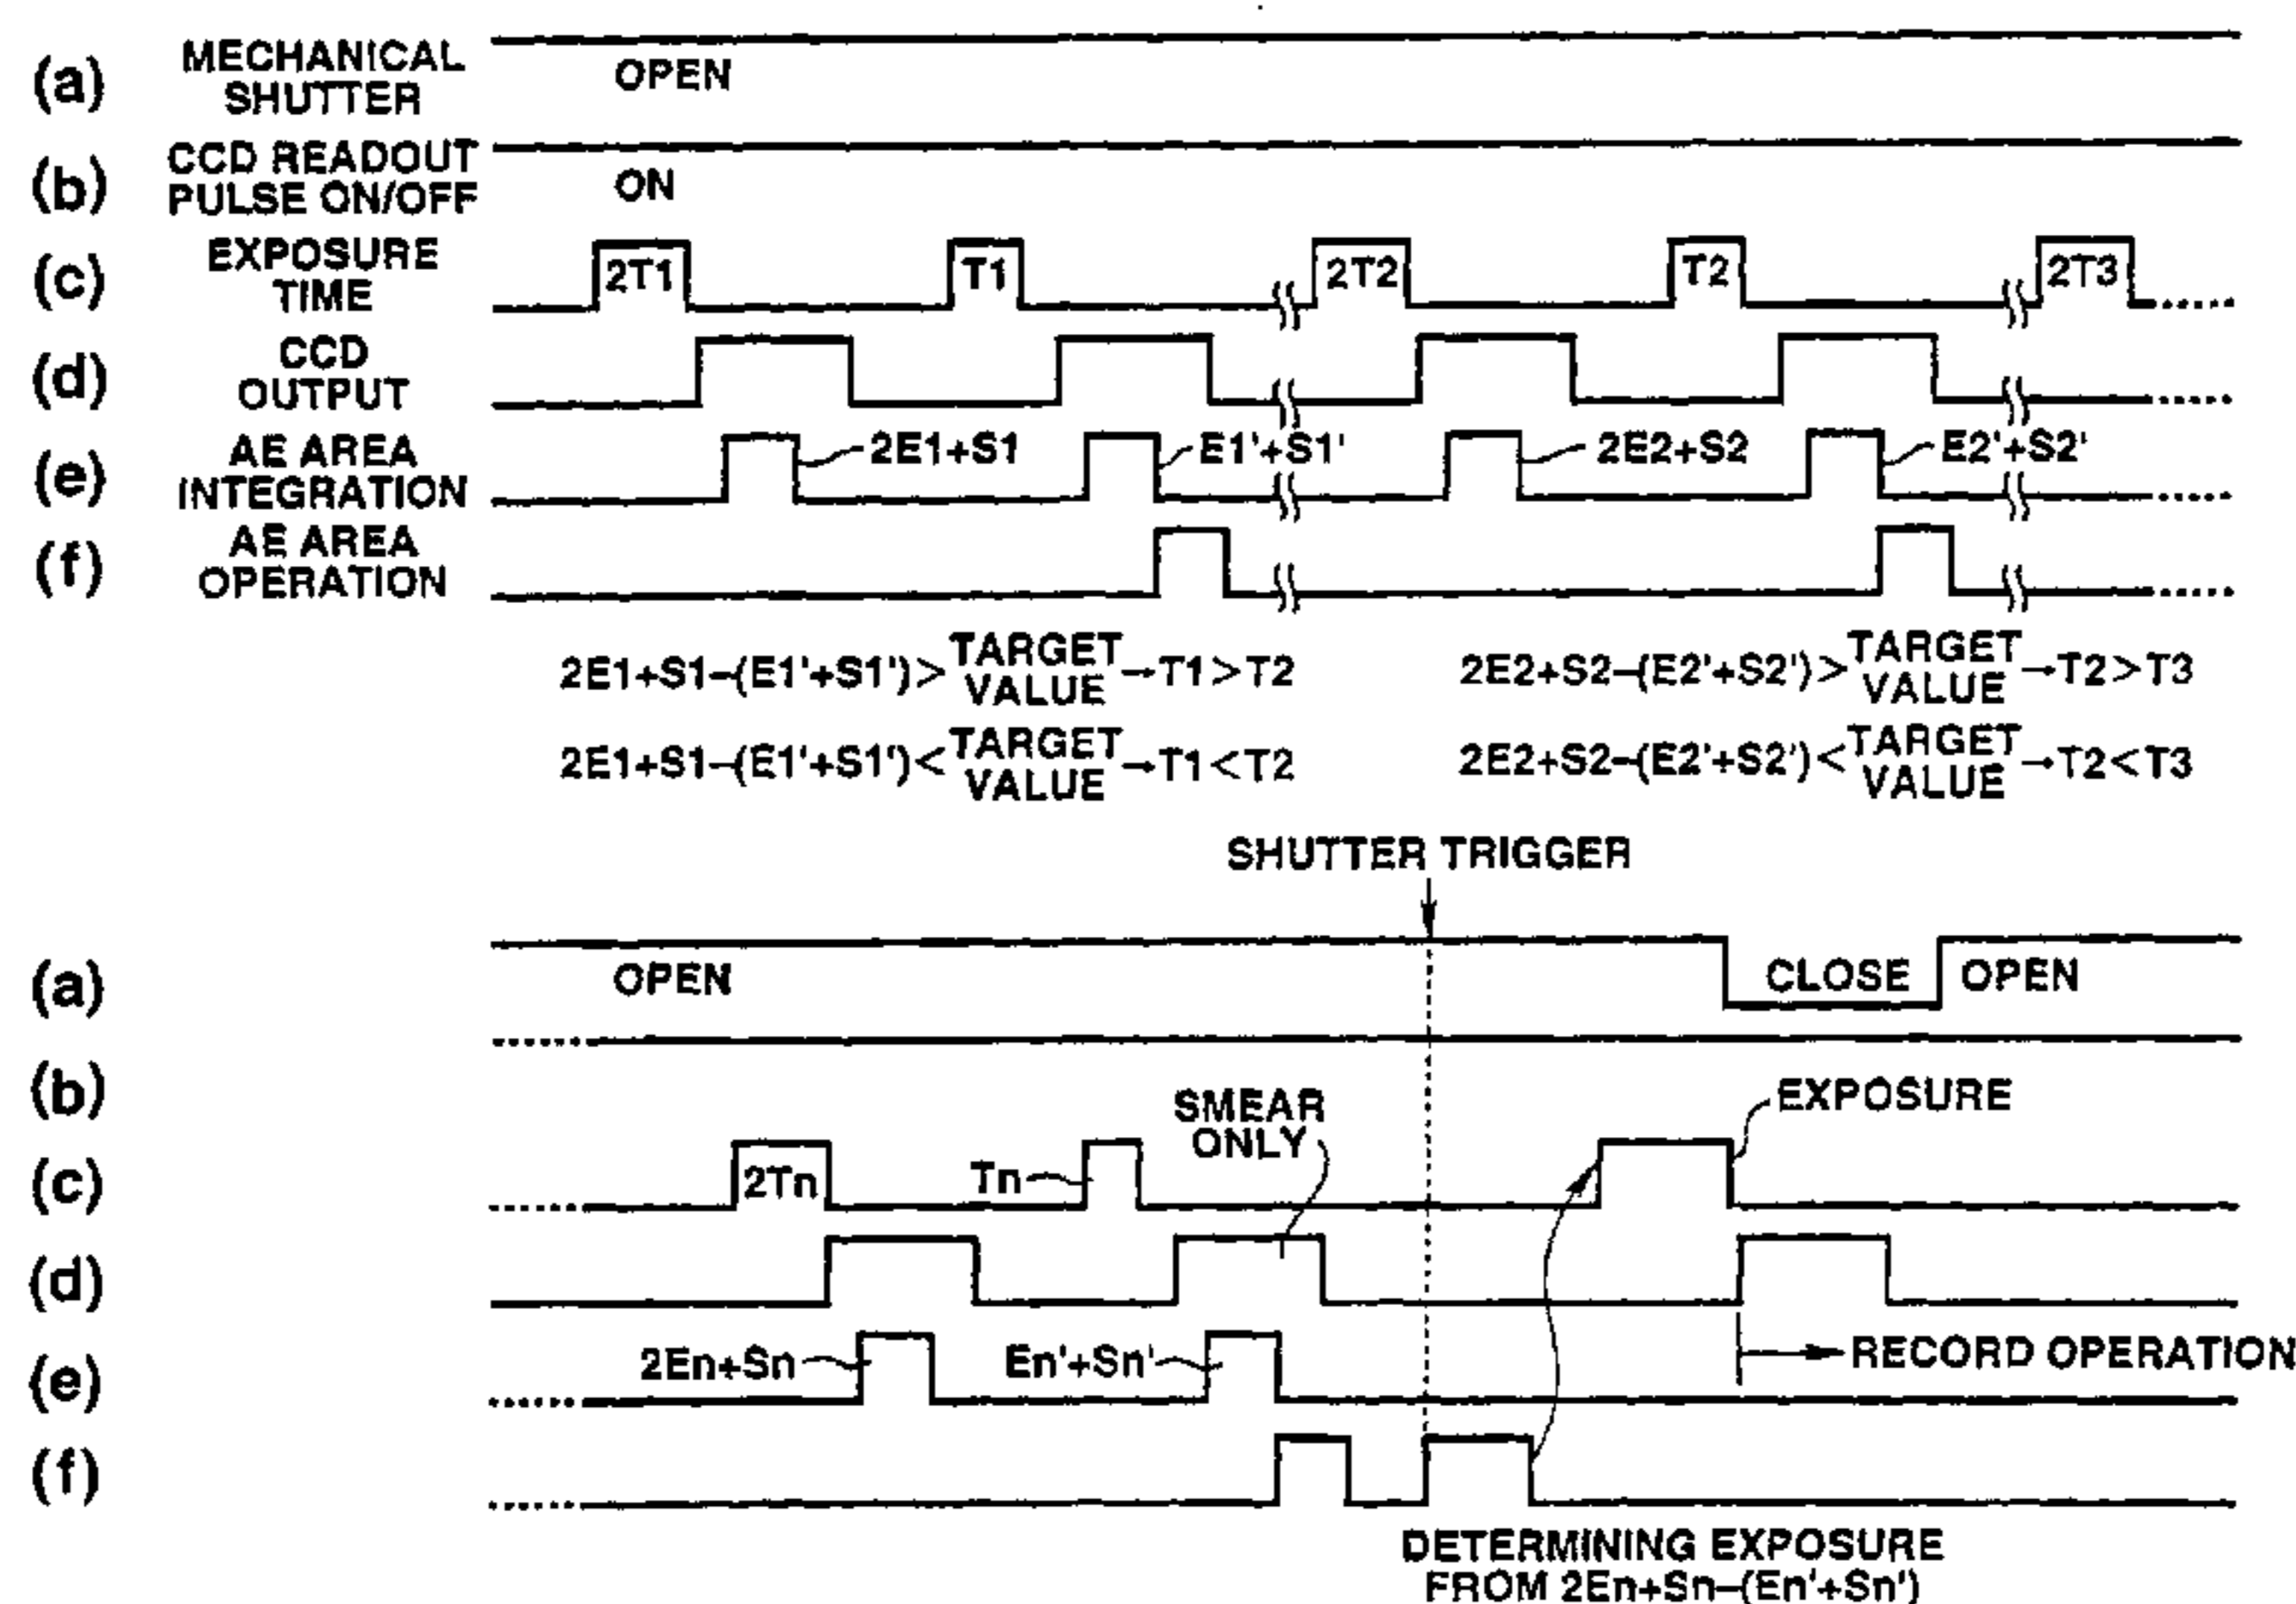 (a) MECHANICAL SHUTTER OPEN
(b) CCD READOUT PULSE ON/OFF ON
(c) EXPOSURE TIME 2T1 T1 2T2 T2 2T3
(d) CCD OUTPUT
(e) AE AREA INTEGRATION 2E1+S1 E1'+S1' 2E2+S2 E2'+S2'
(f) AE AREA OPERATION
2E1+S1–(E1'+S1')> TARGET VALUE →T1>T2 2E2+S2–(E2'+S2')> TARGET VALUE →T2>T3
2E1+S1–(E1'+S1')< TARGET VALUE →T1<T2 2E2+S2–(E2'+S2')< TARGET VALUE →T2<T3
SHUTTER TRIGGER
(a) OPEN CLOSE OPEN
(b)
SMEAR ONLY EXPOSURE
(c) 2Tn Tn
(d)
(e) 2En+Sn En'+Sn' RECORD OPERATION
(f)
DETERMINING EXPOSURE
FROM 2En+Sn–(En'+Sn')